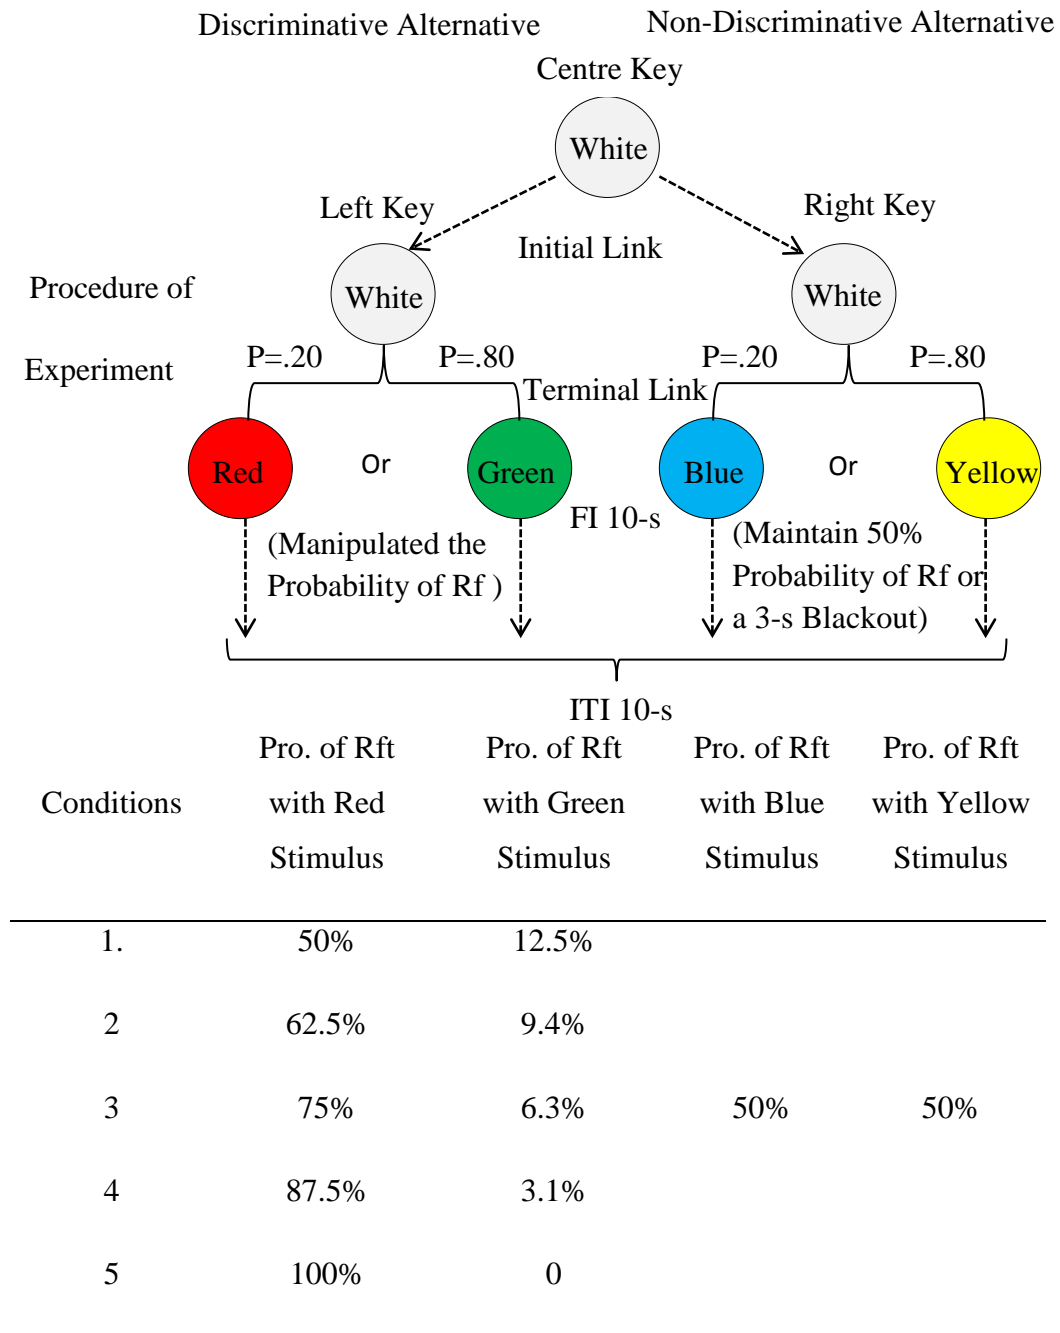 Discriminative Alternative Non-Discriminative Alternative
Centre Key
White
Left Key Right Key
Initial Link
Procedure of White White
Experiment P=.20 P=.80 P=.20 P=.80
Terminal Link
Red Or Green Blue Or Yellow
FI 10-s
(Manipulated the
Probability of Rf )
(Maintain 50%
Probability of Rf or
a 3-s Blackout)
ITI 10-s
Pro. of Rft Pro. of Rft Pro. of Rft Pro. of Rft
Conditions with Red with Green with Blue with Yellow
Stimulus Stimulus Stimulus Stimulus
1. 50% 12.5%
2 62.5% 9.4%
3 75% 6.3% 50% 50%
4 87.5% 3.1%
5 100% 0